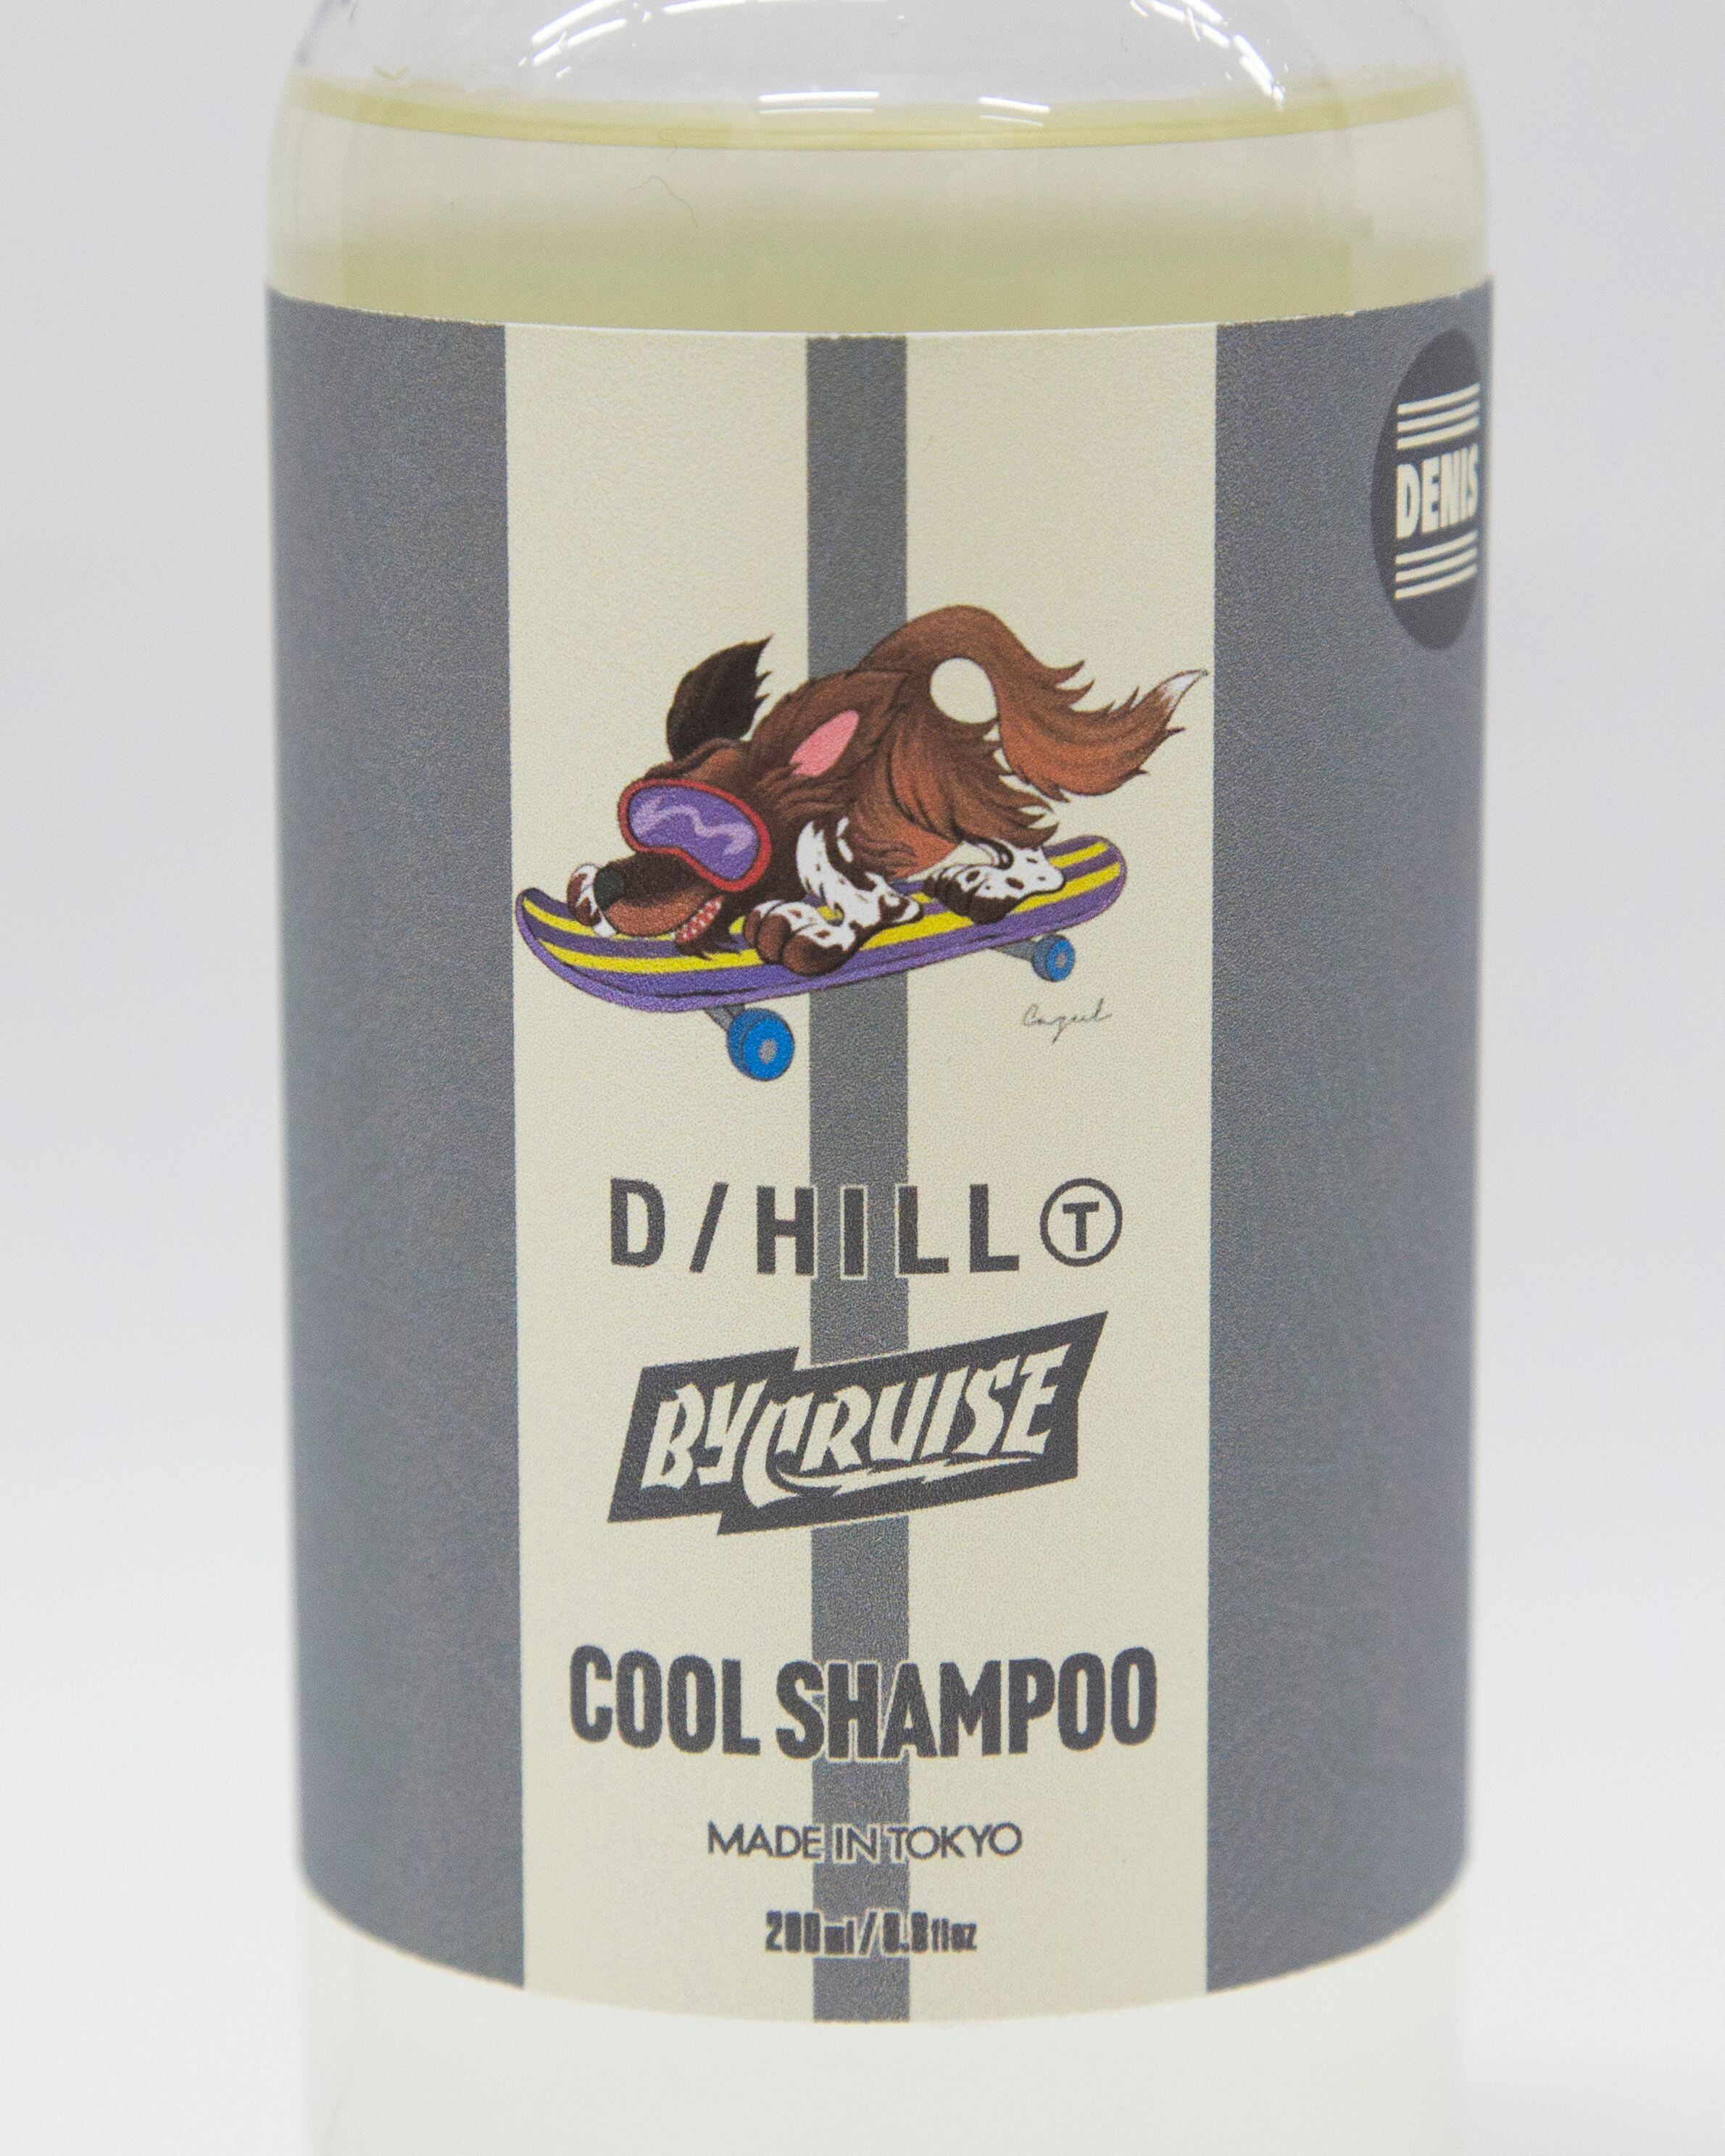 DENIS
D/HILL Ⓣ
BYCRUISE
COOL SHAMPOO
MADE IN TOKYO
200ml/6.8floz